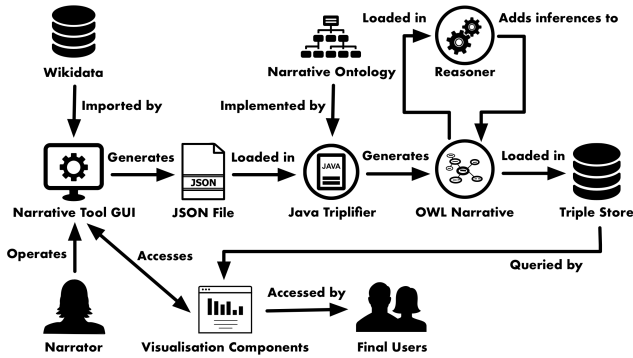 Loaded in
Adds inferences to
Wikidata
Narrative Ontology
Reasoner
Imported by
Implemented by
Generates
Loaded in
JAVA
Generates
Loaded in
JSON
Narrative Tool GUI
JSON File
Java Triplifier
OWL Narrative
Triple Store
Operates
Accesses
Queried by
Accessed by
Narrator
Visualisation Components
Final Users